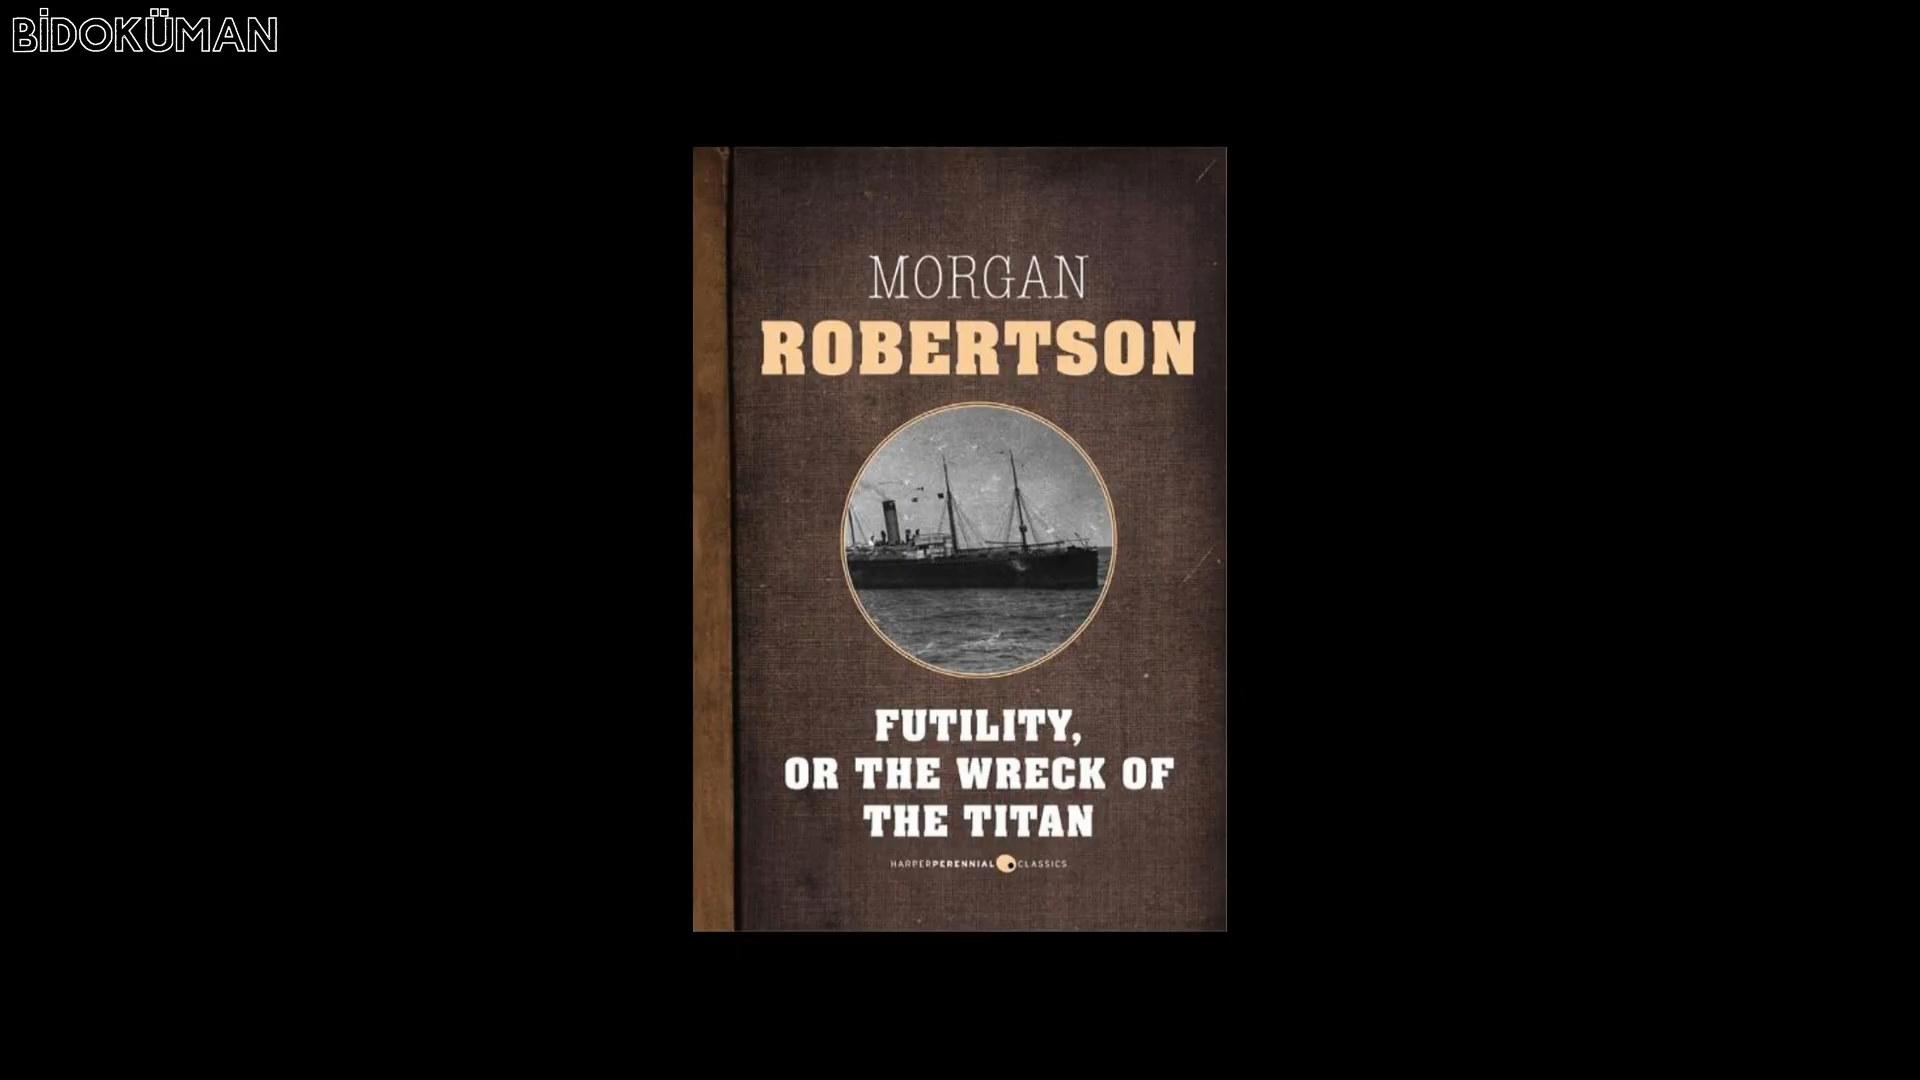 BİDOKÜMAN
MORGAN
ROBERTSON
FUTILITY,
OR THE WRECK OF
THE TITAN
HARPERPERENNIAL CLASSICS